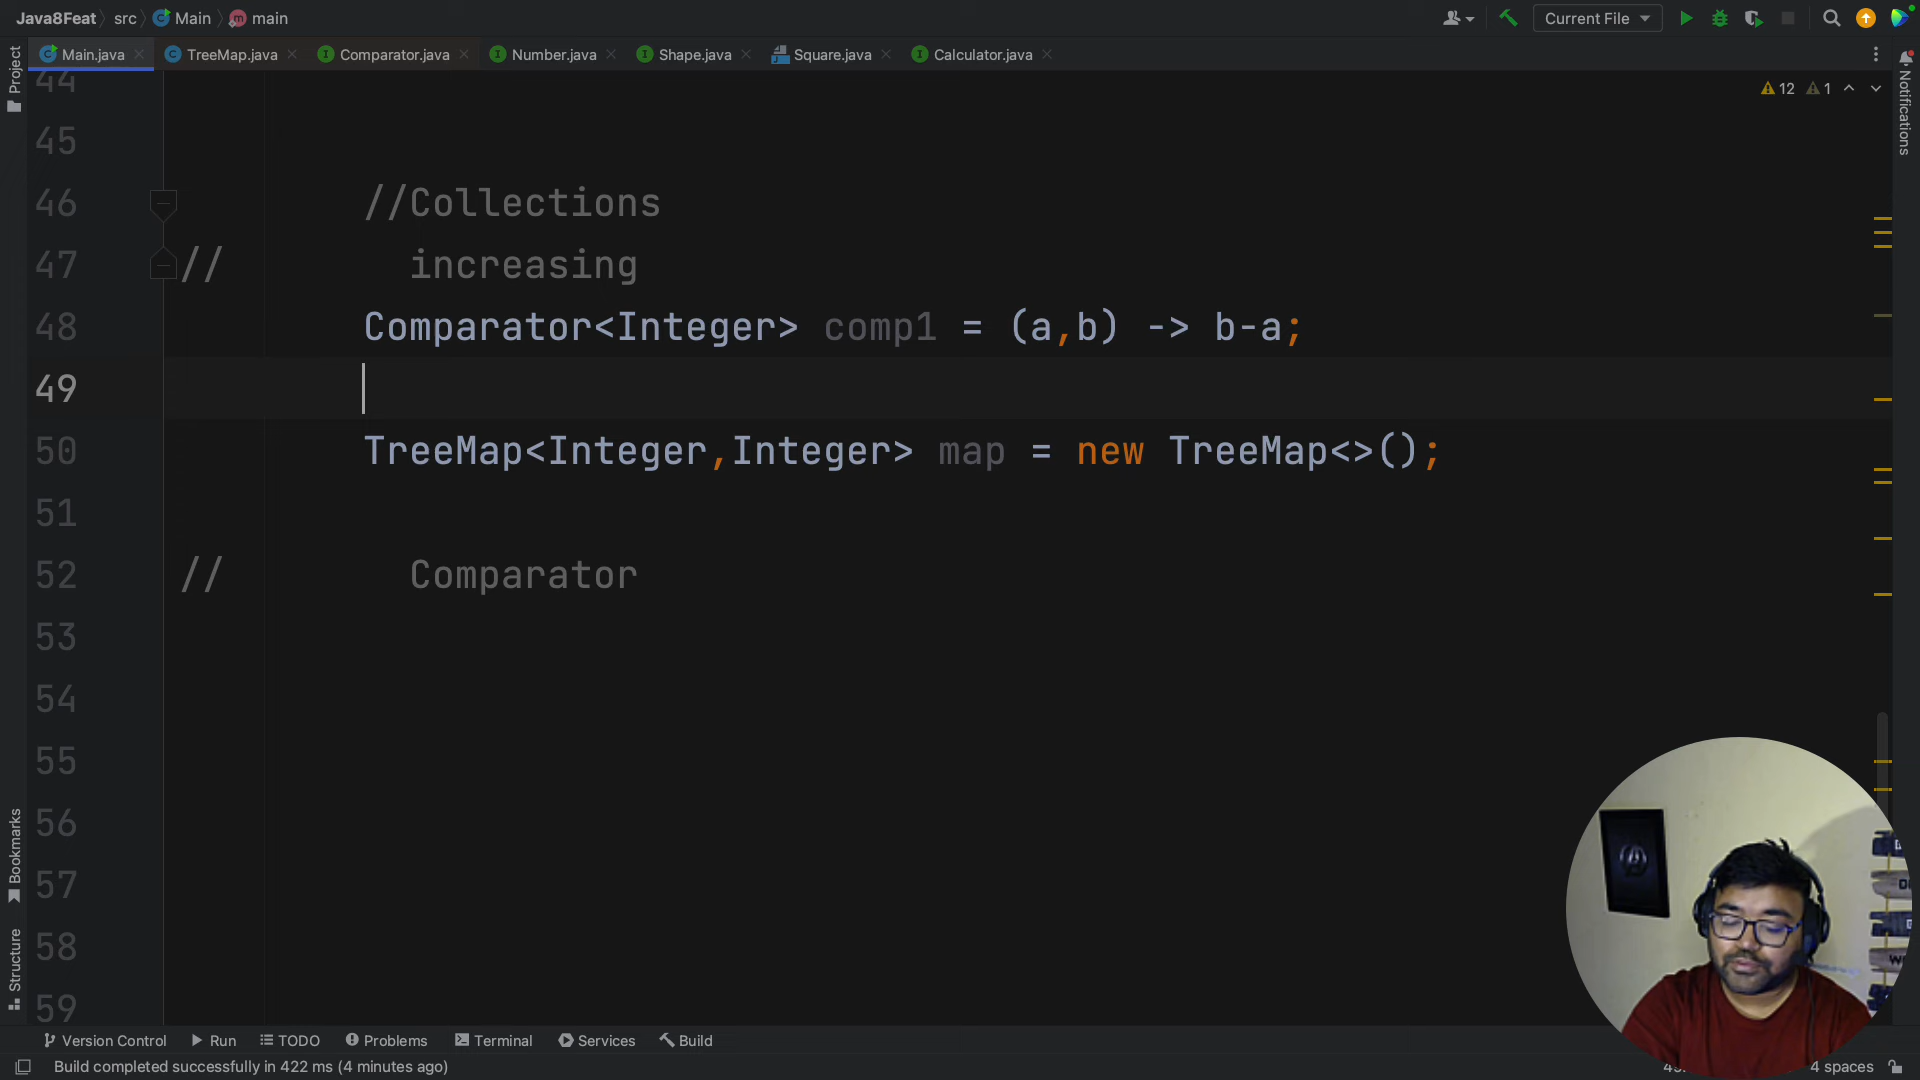 Java8Feat src Main main Current File
Main.java TreeMap.java Comparator.java Number.java Shape.java Square.java Calculator.java
Project
Notifications
12 1
44
45
46 //Collections
47 // increasing
48 Comparator<Integer> comp1 = (a,b) -> b-a;
49
50 TreeMap<Integer,Integer> map = new TreeMap<>();
51
52 // Comparator
53
54
55
56
57
58
59
Bookmarks
Structure
Version Control Run TODO Problems Terminal Services Build
Build completed successfully in 422 ms (4 minutes ago) 4 spaces